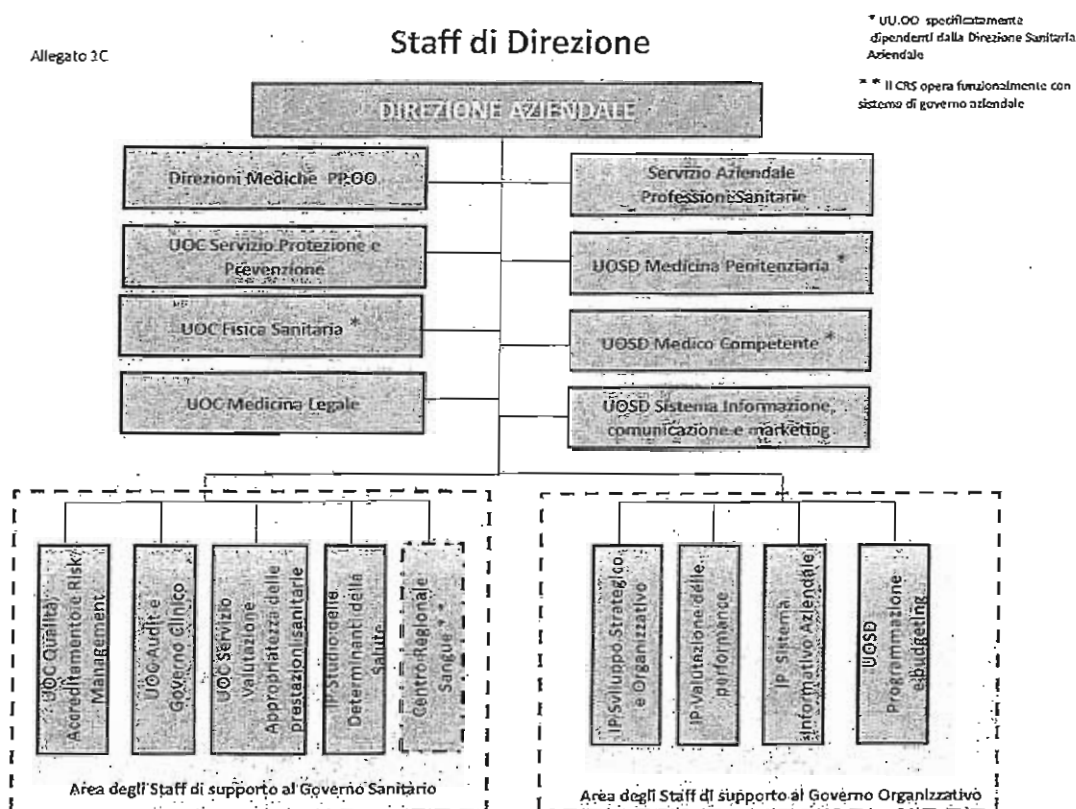 Allegato 3C
Staff di Direzione
* UU.OO specificatamente
dipendenti dalla Direzione Sanitaria
Aziendale
* * Il CRS opera funzionalmente con
sistema di governo aziendale
DIREZIONE AZIENDALE
Direzioni Mediche PP.OO
Servizio Aziendale
Professioni Sanitarie
UOC Servizio Protezione e
Prevenzione
UOSD Medicina Penitenziaria *
UOC Fisica Sanitaria *
UOSD Medico Competente *
UOC Medicina Legale
UOSD Sistema Informazione,
comunicazione e marketing
UOC Qualità
Accreditamento e Risk
Management
UOC Audit e
Governo Clinico
UOC Servizio
Valutazione
Appropriatezza delle
prestazioni sanitarie
IP Studio delle
Determinanti della
Salute
Centro Regionale
Sangue * *
IP Sviluppo Strategico
e Organizzativo
IP Valutazione delle
performance
IP Sistema
Informativo Aziendale
UOSD
Programmazione
e budgeting
Area degli Staff di supporto al Governo Sanitario
Area degli Staff di supporto al Governo Organizzativo